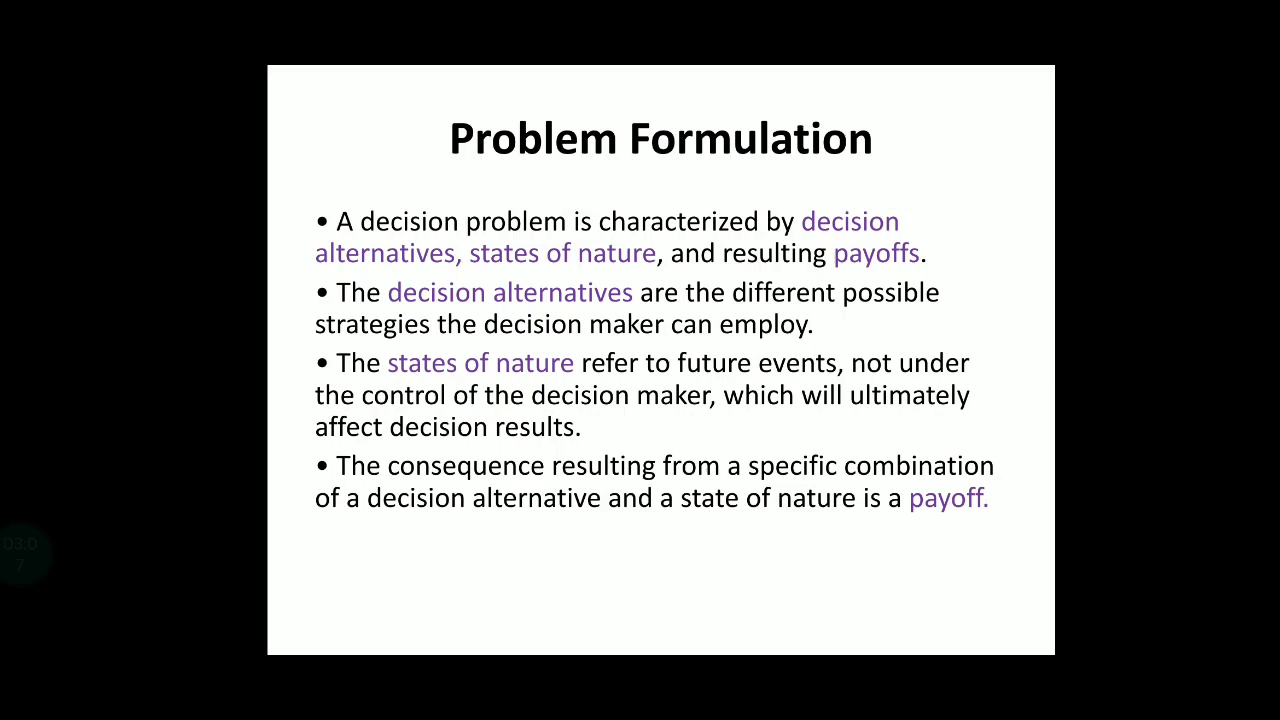 Problem Formulation
• A decision problem is characterized by decision
alternatives, states of nature, and resulting payoffs.
• The decision alternatives are the different possible
strategies the decision maker can employ.
• The states of nature refer to future events, not under
the control of the decision maker, which will ultimately
affect decision results.
• The consequence resulting from a specific combination
of a decision alternative and a state of nature is a payoff.
03:0
7